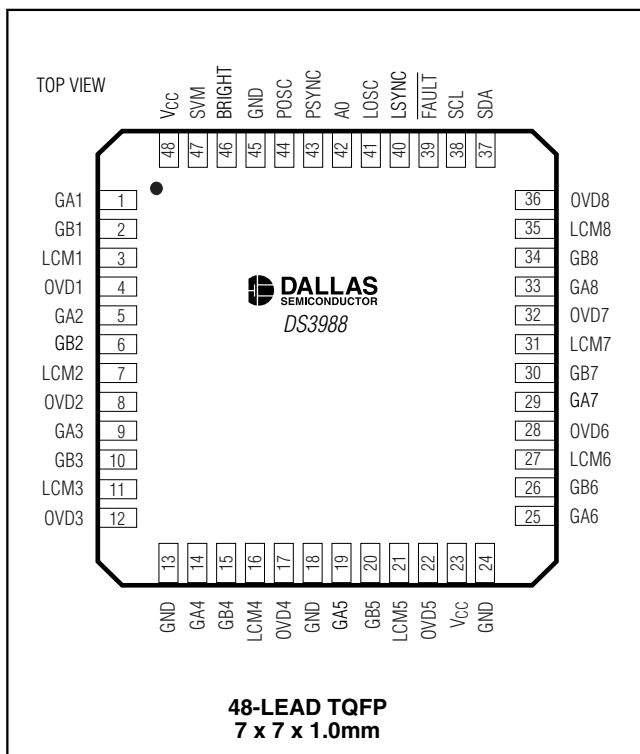 TOP VIEW
VCC SVM BRIGHT GND POSC PSYNC A0 LOSC LSYNC FAULT SCL SDA
48 47 46 45 44 43 42 41 40 39 38 37
GA1 1
GB1 2
LCM1 3
OVD1 4
GA2 5
GB2 6
LCM2 7
OVD2 8
GA3 9
GB3 10
LCM3 11
OVD3 12
DALLAS
SEMICONDUCTOR
DS3988
36 OVD8
35 LCM8
34 GB8
33 GA8
32 OVD7
31 LCM7
30 GB7
29 GA7
28 OVD6
27 LCM6
26 GB6
25 GA6
13 14 15 16 17 18 19 20 21 22 23 24
GND GA4 GB4 LCM4 OVD4 GND GA5 GB5 LCM5 OVD5 VCC GND
48-LEAD TQFP
7 x 7 x 1.0mm